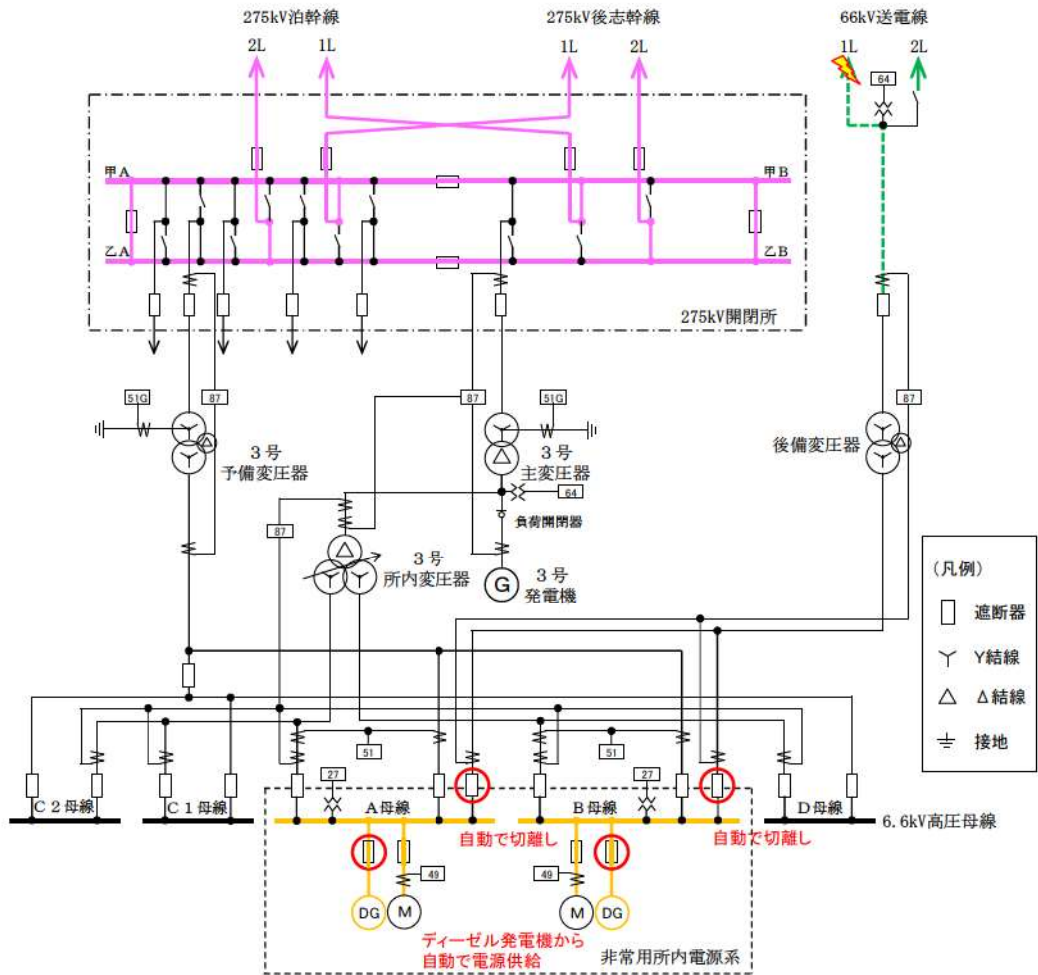 275kV泊幹線
275kV後志幹線
66kV送電線
2L
1L
1L
2L
1L
2L
64
甲A
甲B
乙A
乙B
275kV開閉所
51G
87
87
51G
87
3号
予備変圧器
3号
主変圧器
後備変圧器
64
負荷開閉器
87
3号
所内変圧器
G
3号
発電機
(凡例)
遮断器
Y結線
Δ結線
接地
51
51
27
27
C2母線
C1母線
A母線
B母線
D母線
6.6kV高圧母線
自動で切離し
自動で切離し
49
49
DG
M
M
DG
ディーゼル発電機から
自動で電源供給
非常用所内電源系